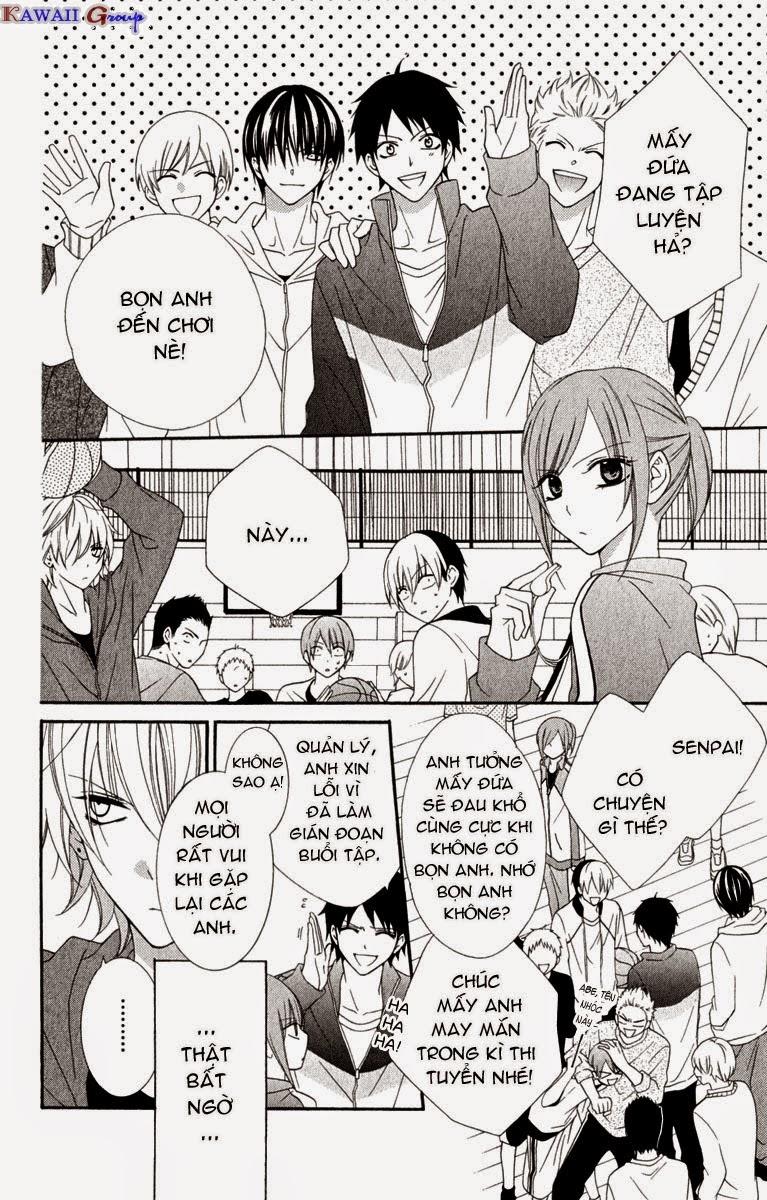 KAWAII Group
MẤY
ĐỨA
ĐANG TẬP
LUYỆN
HẢ?
BỌN ANH
ĐẾN CHƠI
NÈ!
NÀY...
SENPAI!
CÓ
CHUYỆN
GÌ THẾ?
ANH TƯỞNG
MẤY ĐỨA
SẼ ĐAU KHỔ
CÙNG CỰC KHI
KHÔNG CÓ
BỌN ANH. NHỚ
BỌN ANH
KHÔNG?
CHÚC
MẤY ANH
MAY MẮN
TRONG KÌ THI
TUYỂN NHÉ!
ABE, TÊN
NHÓC
NÀY...
HA
HA
HA!
QUẢN LÝ,
ANH XIN
LỖI VÌ
ĐÃ LÀM
GIÁN ĐOẠN
BUỔI TẬP.
KHÔNG
SAO Ạ!
MỌI
NGƯỜI
RẤT VUI
KHI GẶP
LẠI CÁC
ANH.
.........
...
THẬT
BẤT
NGỜ
...